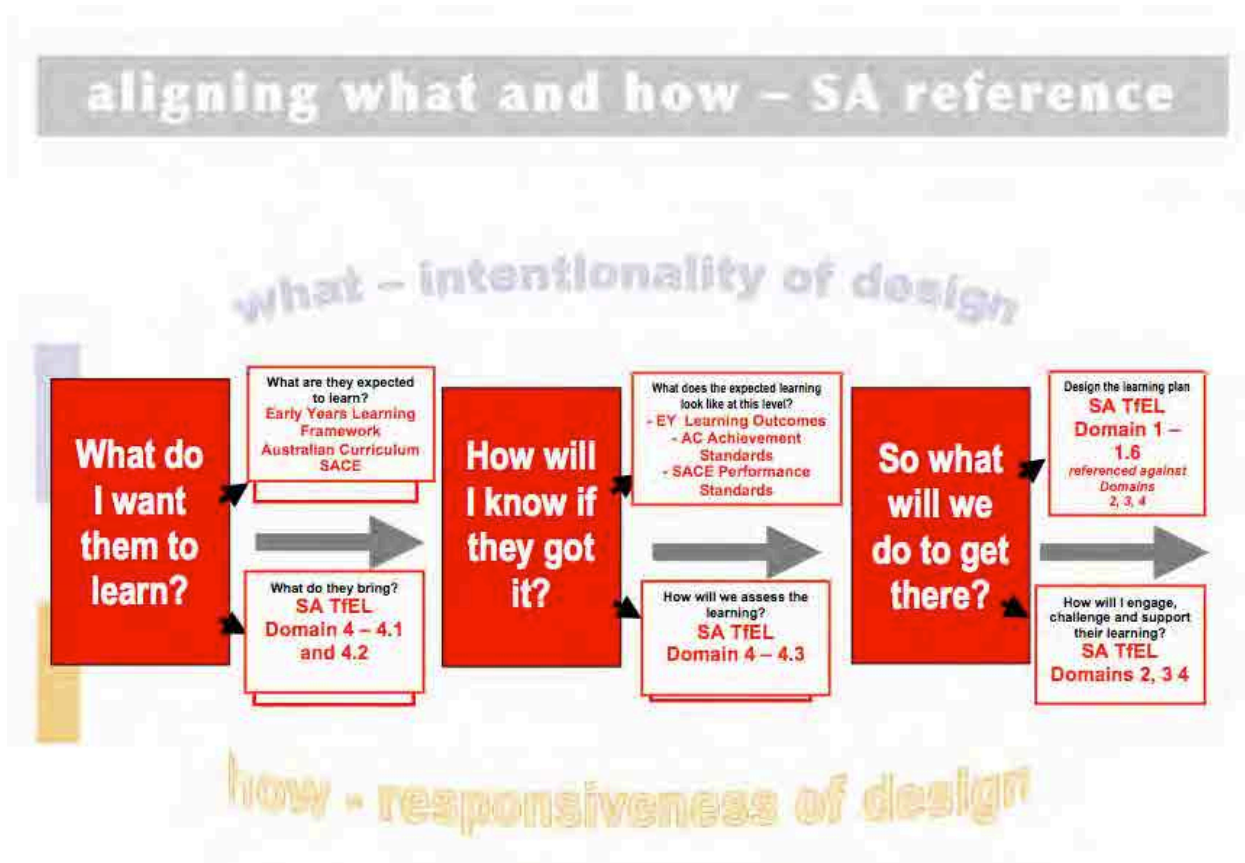 aligning what and how – SA reference
what – intentionality of design
What do
I want
them to
learn?
What are they expected
to learn?
Early Years Learning
Framework
Australian Curriculum
SACE
What do they bring?
SA TfEL
Domain 4 – 4.1
and 4.2
How will
I know if
they got
it?
What does the expected learning
look like at this level?
- EY Learning Outcomes
- AC Achievement
Standards
- SACE Performance
Standards
How will we assess the
learning?
SA TfEL
Domain 4 – 4.3
So what
will we
do to get
there?
Design the learning plan
SA TfEL
Domain 1 –
1.6
referenced against
Domains
2, 3, 4
How will I engage,
challenge and support
their learning?
SA TfEL
Domains 2, 3 4
how - responsiveness of design